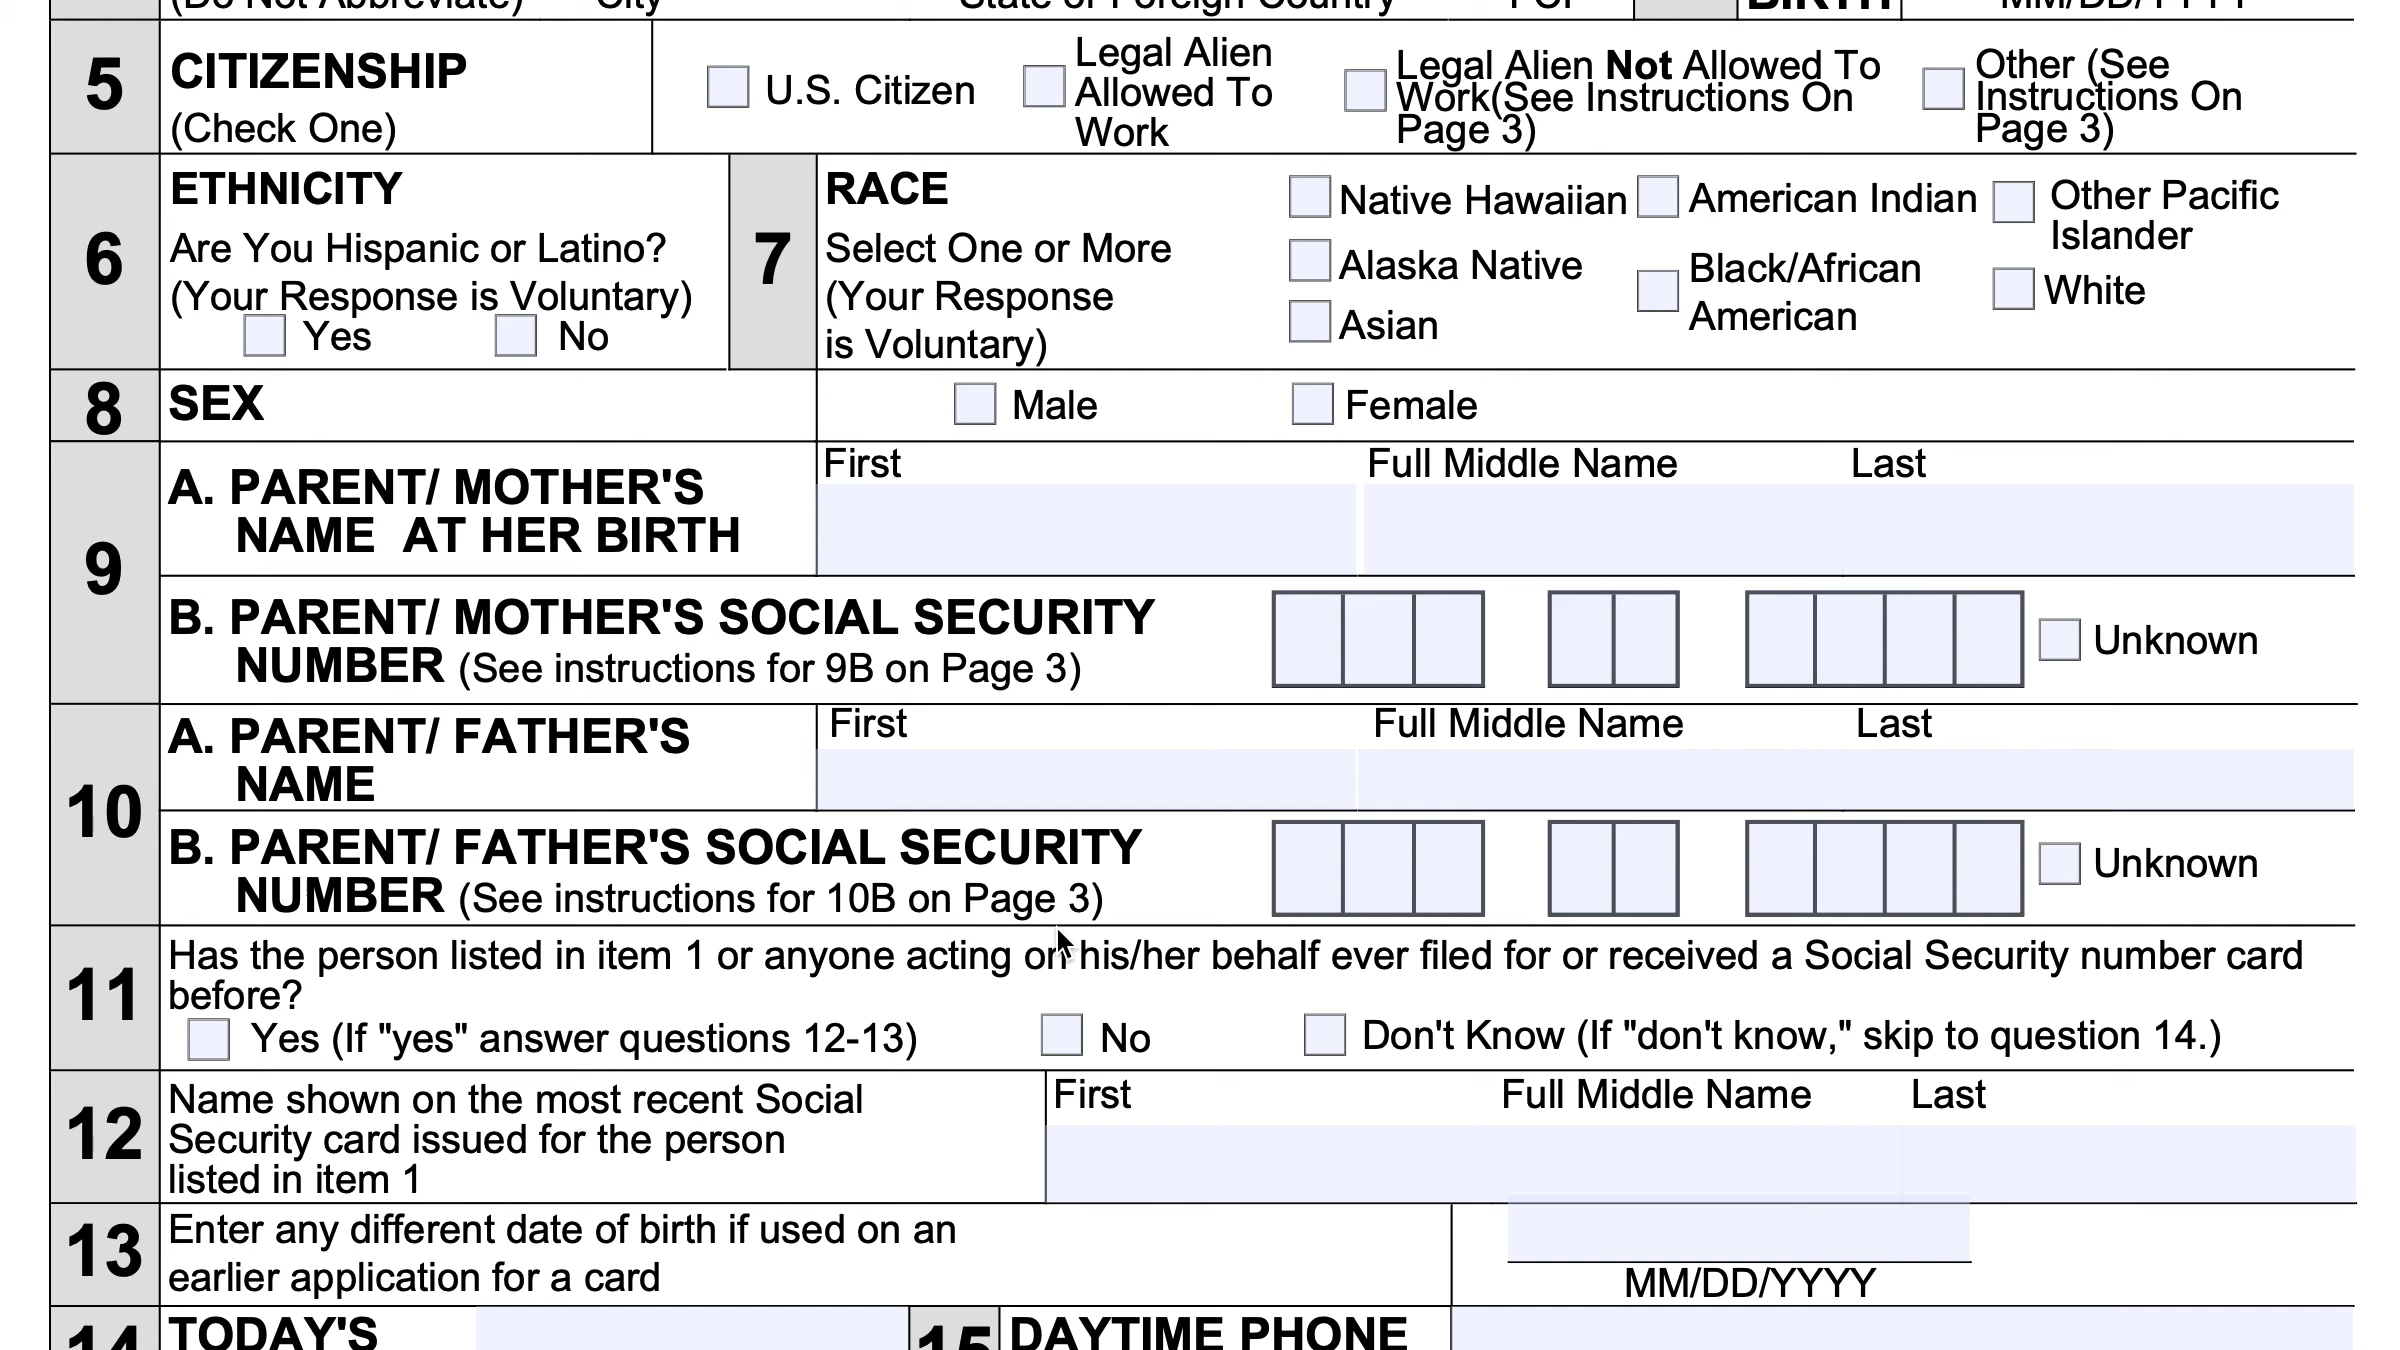 (Do Not Abbreviate) City State or Foreign Country FCI BIRTH MM/DD/YYYY
5 CITIZENSHIP
(Check One)
U.S. Citizen
Legal Alien
Allowed To
Work
Legal Alien Not Allowed To
Work(See Instructions On
Page 3)
Other (See
Instructions On
Page 3)
6 ETHNICITY
Are You Hispanic or Latino?
(Your Response is Voluntary)
Yes No
7 RACE
Select One or More
(Your Response
is Voluntary)
Native Hawaiian
Alaska Native
Asian
American Indian
Black/African
American
Other Pacific
Islander
White
8 SEX Male Female
9 A. PARENT/ MOTHER'S
NAME AT HER BIRTH
First Full Middle Name Last
B. PARENT/ MOTHER'S SOCIAL SECURITY
NUMBER (See instructions for 9B on Page 3)
Unknown
10 A. PARENT/ FATHER'S
NAME
First Full Middle Name Last
B. PARENT/ FATHER'S SOCIAL SECURITY
NUMBER (See instructions for 10B on Page 3)
Unknown
11 Has the person listed in item 1 or anyone acting on his/her behalf ever filed for or received a Social Security number card
before?
Yes (If "yes" answer questions 12-13) No Don't Know (If "don't know," skip to question 14.)
12 Name shown on the most recent Social
Security card issued for the person
listed in item 1
First Full Middle Name Last
13 Enter any different date of birth if used on an
earlier application for a card
MM/DD/YYYY
14 TODAY'S 15 DAYTIME PHONE